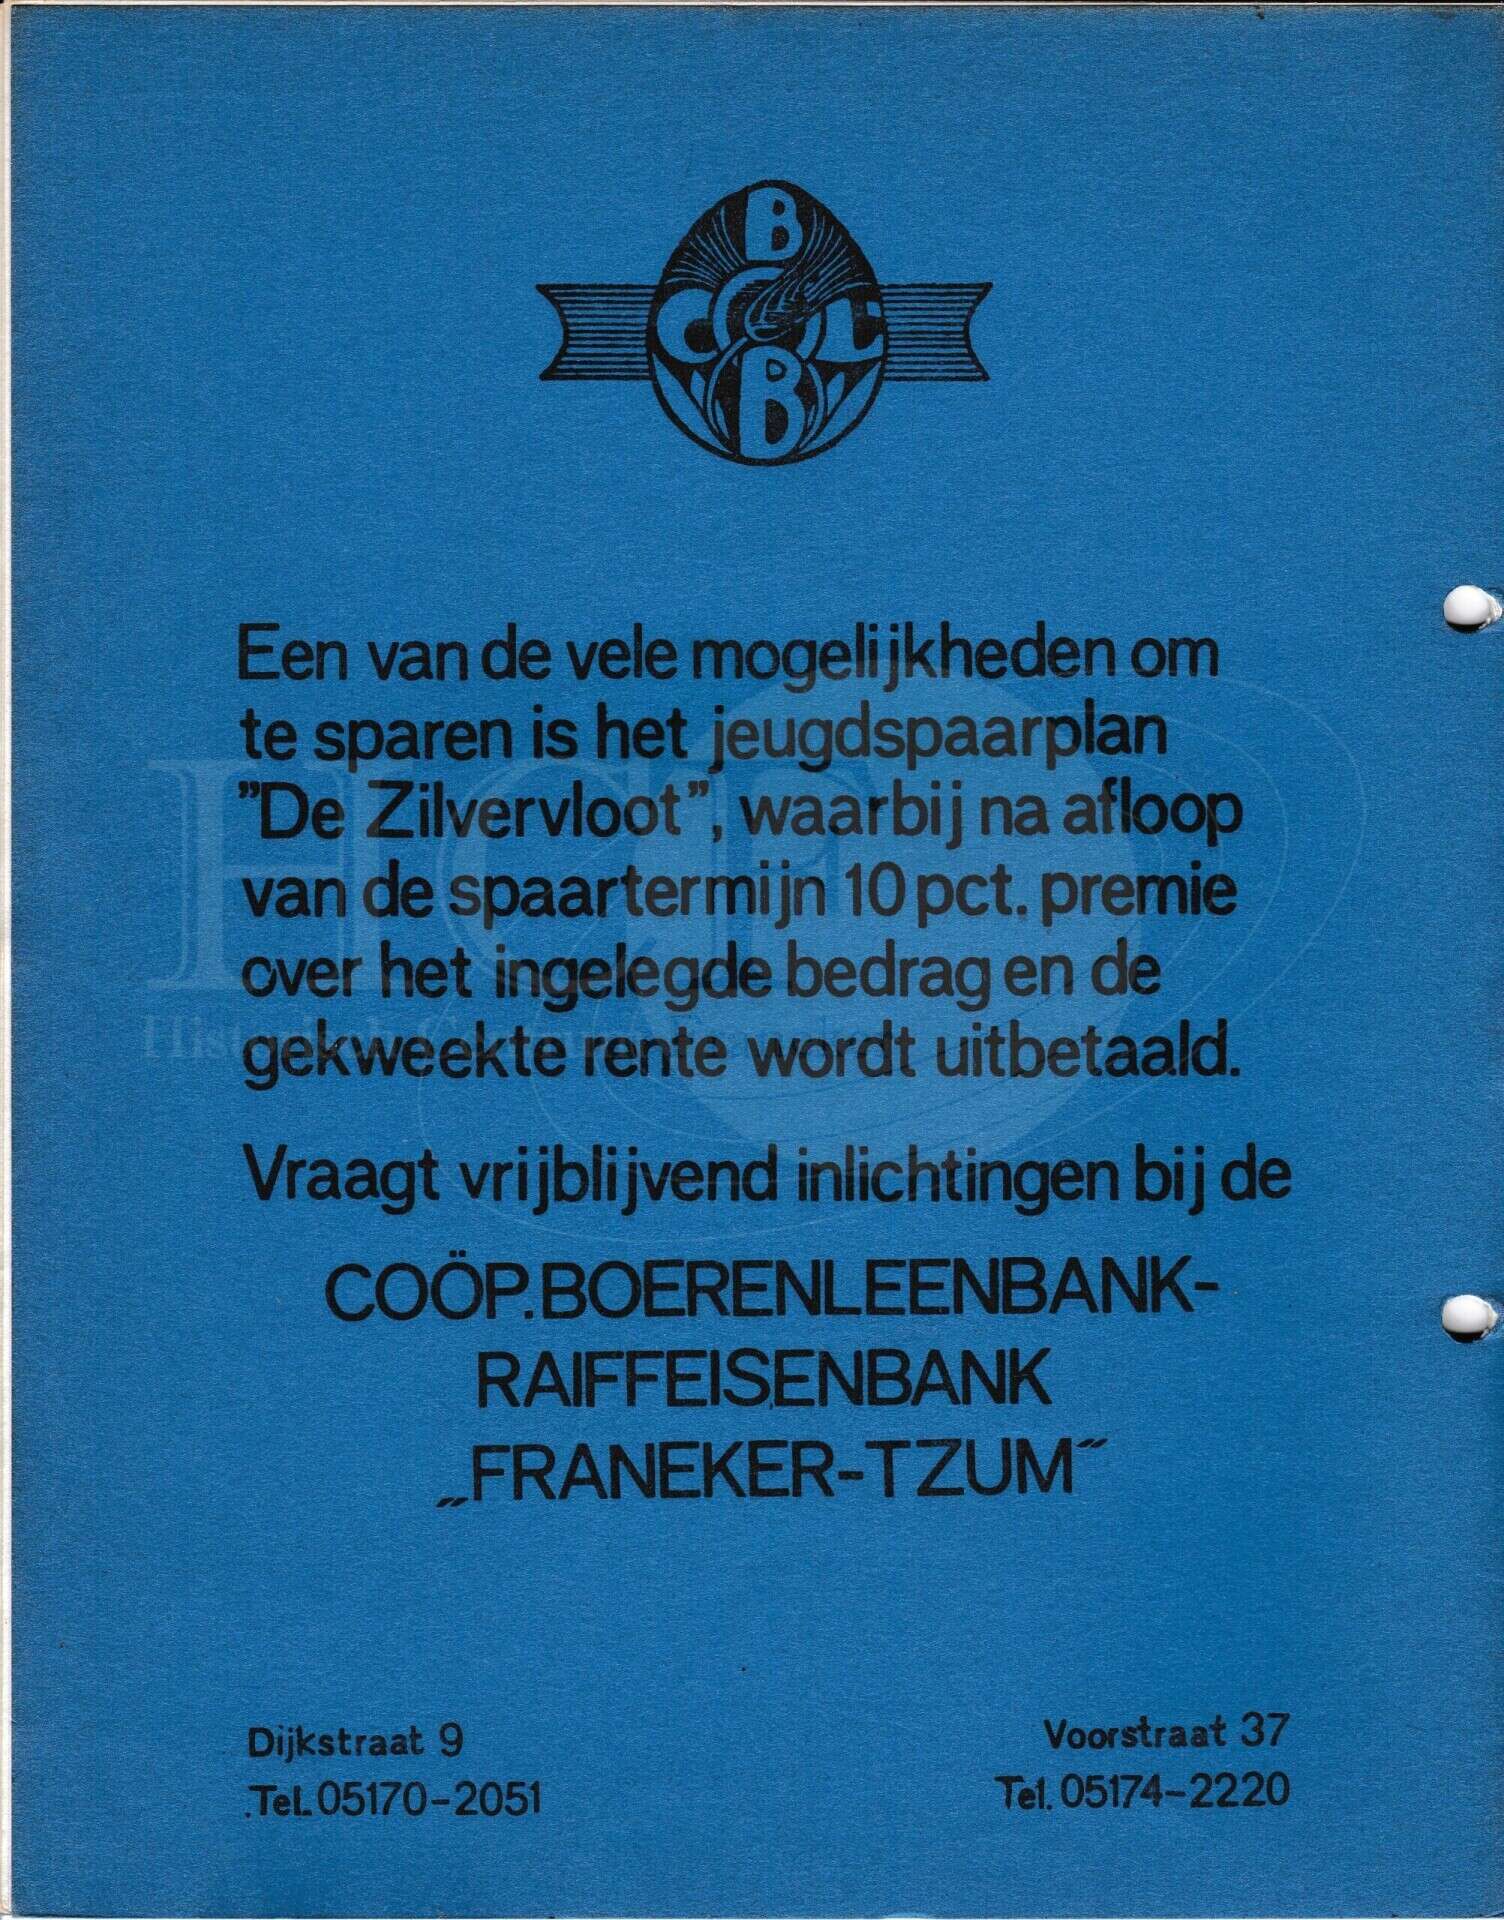 B
C L
B
Een van de vele mogelijkheden om
te sparen is het jeugdspaarplan
"De Zilvervloot", waarbij na afloop
van de spaartermijn 10 pct. premie
over het ingelegde bedrag en de
gekweekte rente wordt uitbetaald.
Vraagt vrijblijvend inlichtingen bij de
COÖP. BOERENLEENBANK-
RAIFFEISENBANK
„FRANEKER-TZUM"
Dijkstraat 9
Tel. 05170-2051
Voorstraat 37
Tel. 05174-2220